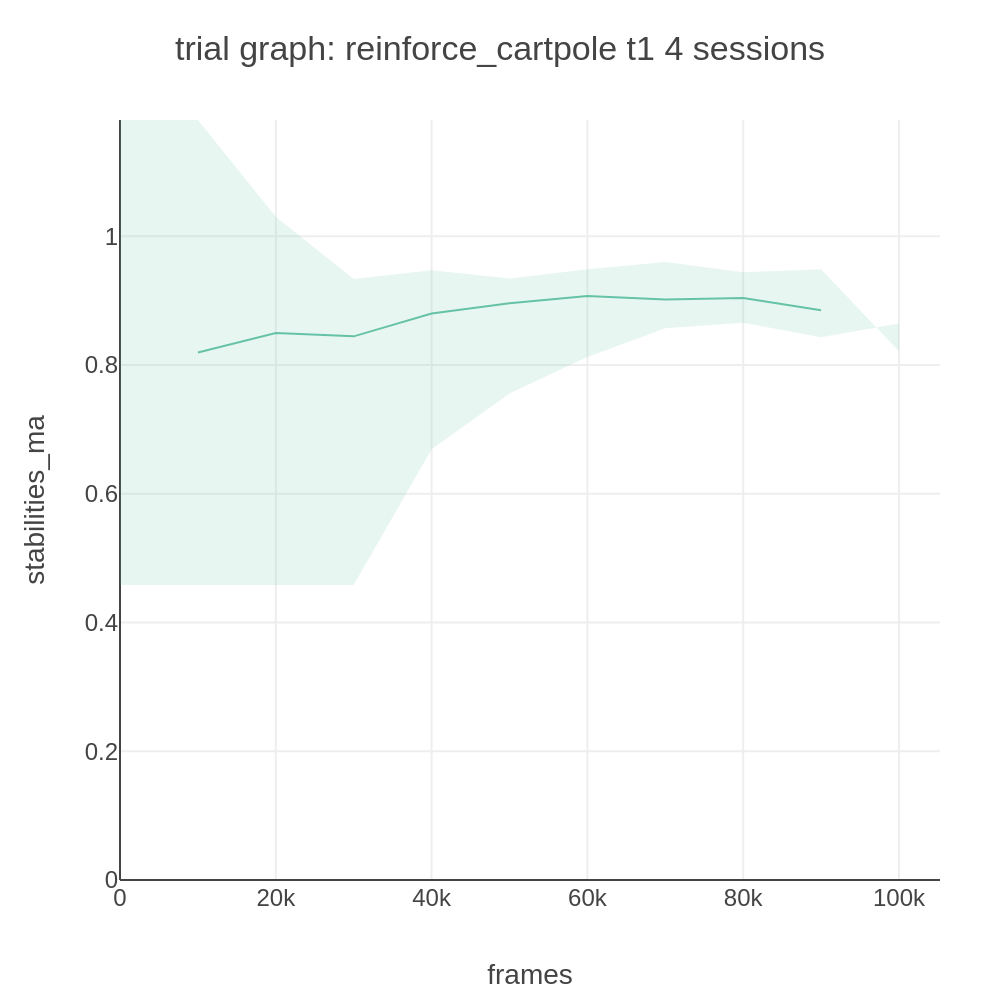 trial graph: reinforce_cartpole t1 4 sessions
stabilities_ma
1
0.8
0.6
0.4
0.2
0
0 20k 40k 60k 80k 100k
frames